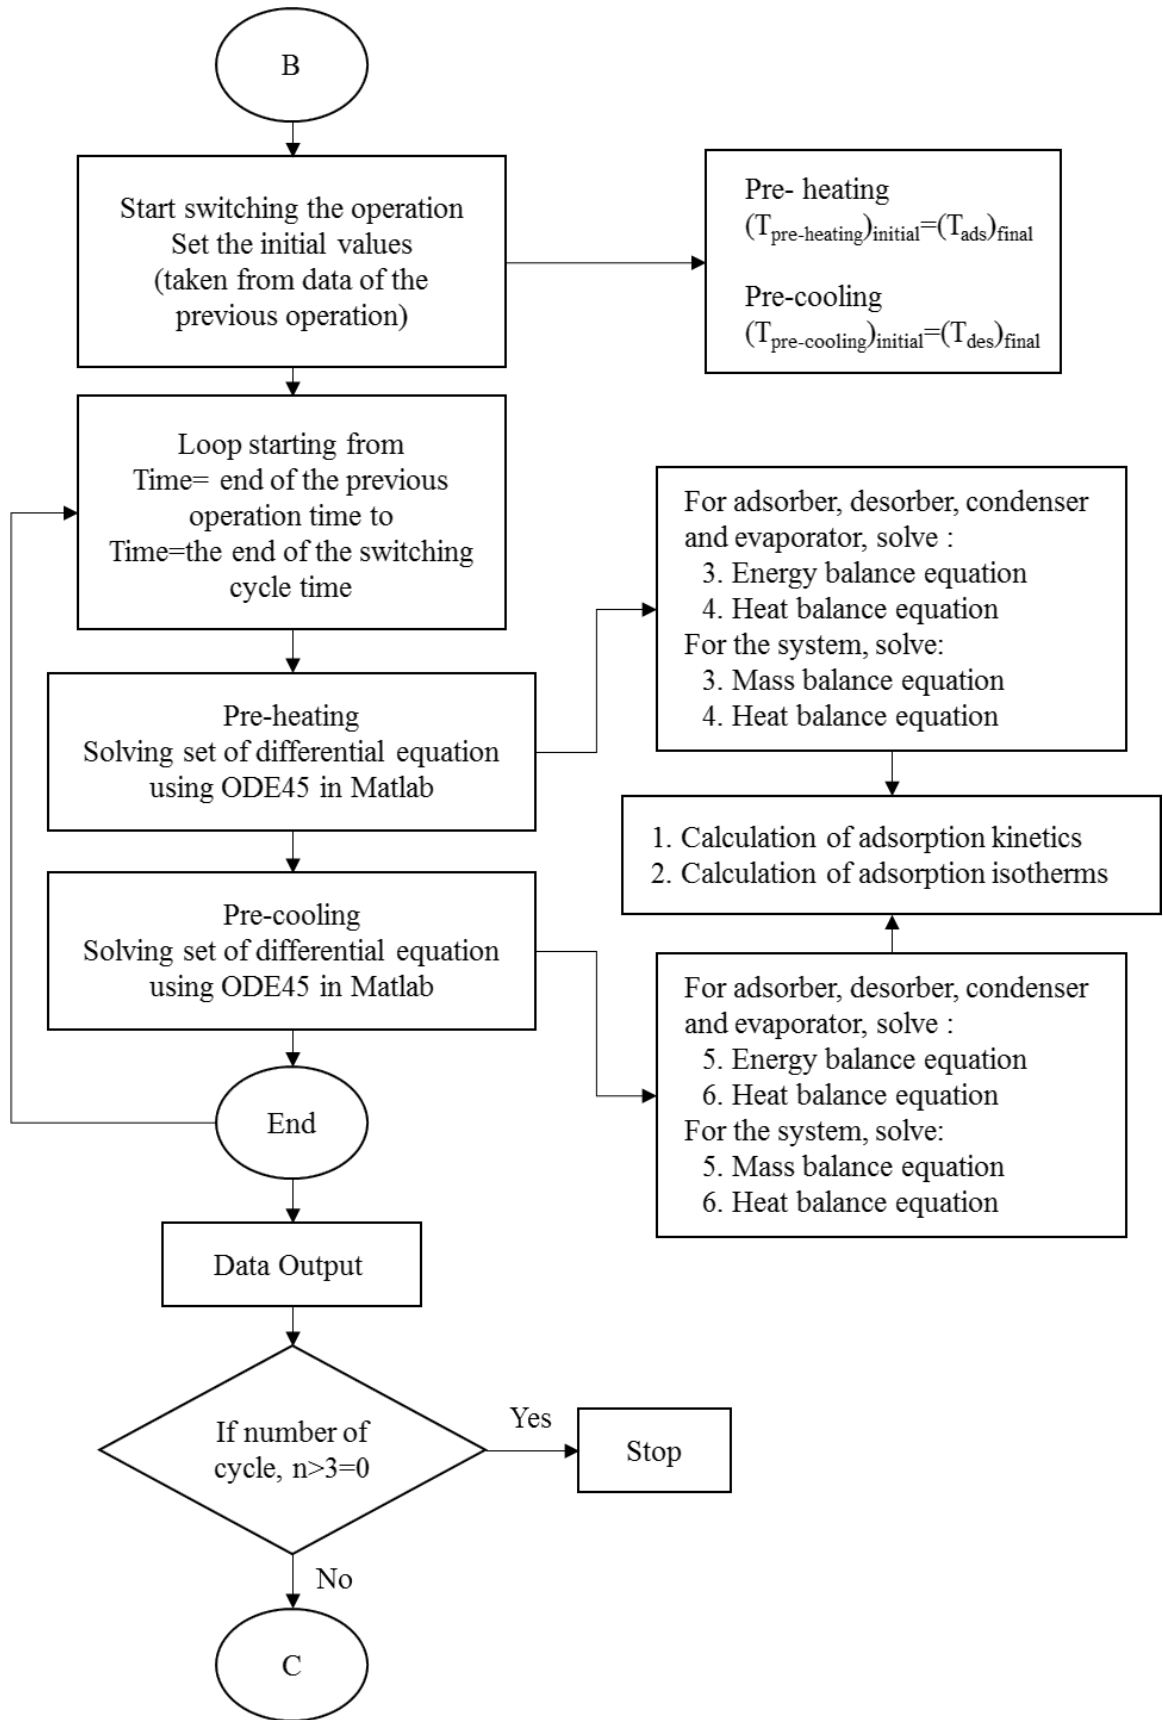 B
Start switching the operation
Set the initial values
(taken from data of the
previous operation)
Pre- heating
(Tpre-heating)initial=(Tads)final
Pre-cooling
(Tpre-cooling)initial=(Tdes)final
Loop starting from
Time= end of the previous
operation time to
Time=the end of the switching
cycle time
For adsorber, desorber, condenser
and evaporator, solve :
3. Energy balance equation
4. Heat balance equation
For the system, solve:
3. Mass balance equation
4. Heat balance equation
Pre-heating
Solving set of differential equation
using ODE45 in Matlab
1. Calculation of adsorption kinetics
2. Calculation of adsorption isotherms
Pre-cooling
Solving set of differential equation
using ODE45 in Matlab
For adsorber, desorber, condenser
and evaporator, solve :
5. Energy balance equation
6. Heat balance equation
For the system, solve:
5. Mass balance equation
6. Heat balance equation
End
Data Output
If number of
cycle, n>3=0
Yes
Stop
No
C